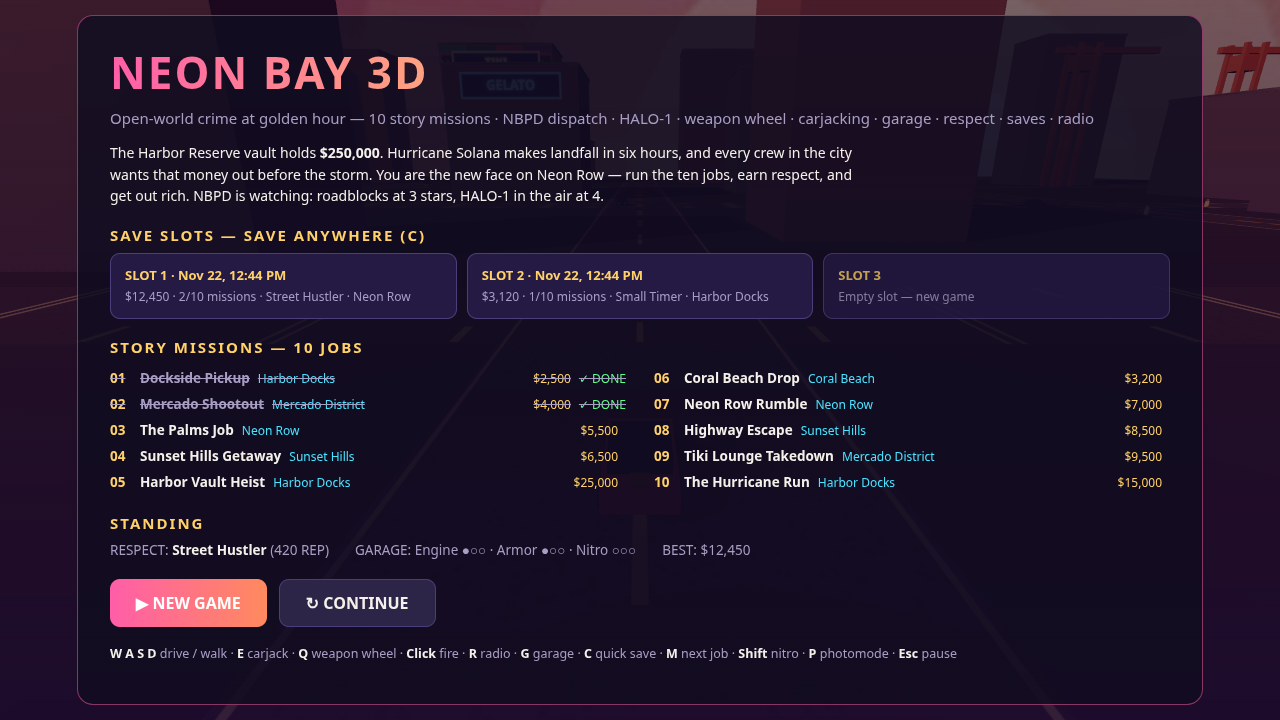 NEON BAY 3D
GELATO
Open-world crime at golden hour — 10 story missions · NBPD dispatch · HALO-1 · weapon wheel · carjacking · garage · respect · saves · radio
The Harbor Reserve vault holds $250,000. Hurricane Solana makes landfall in six hours, and every crew in the city
wants that money out before the storm. You are the new face on Neon Row — run the ten jobs, earn respect, and
get out rich. NBPD is watching: roadblocks at 3 stars, HALO-1 in the air at 4.
SAVE SLOTS — SAVE ANYWHERE (C)
SLOT 1 · Nov 22, 12:44 PM
$12,450 · 2/10 missions · Street Hustler · Neon Row
SLOT 2 · Nov 22, 12:44 PM
$3,120 · 1/10 missions · Small Timer · Harbor Docks
SLOT 3
Empty slot — new game
STORY MISSIONS — 10 JOBS
01 Dockside Pickup Harbor Docks $2,500 ✓ DONE
02 Mercado Shootout Mercado District $4,000 ✓ DONE
03 The Palms Job Neon Row $5,500
04 Sunset Hills Getaway Sunset Hills $6,500
05 Harbor Vault Heist Harbor Docks $25,000
06 Coral Beach Drop Coral Beach $3,200
07 Neon Row Rumble Neon Row $7,000
08 Highway Escape Sunset Hills $8,500
09 Tiki Lounge Takedown Mercado District $9,500
10 The Hurricane Run Harbor Docks $15,000
STANDING
RESPECT: Street Hustler (420 REP) GARAGE: Engine ●○○ · Armor ●○○ · Nitro ○○○ BEST: $12,450
▶ NEW GAME
↻ CONTINUE
W A S D drive / walk · E carjack · Q weapon wheel · Click fire · R radio · G garage · C quick save · M next job · Shift nitro · P photomode · Esc pause